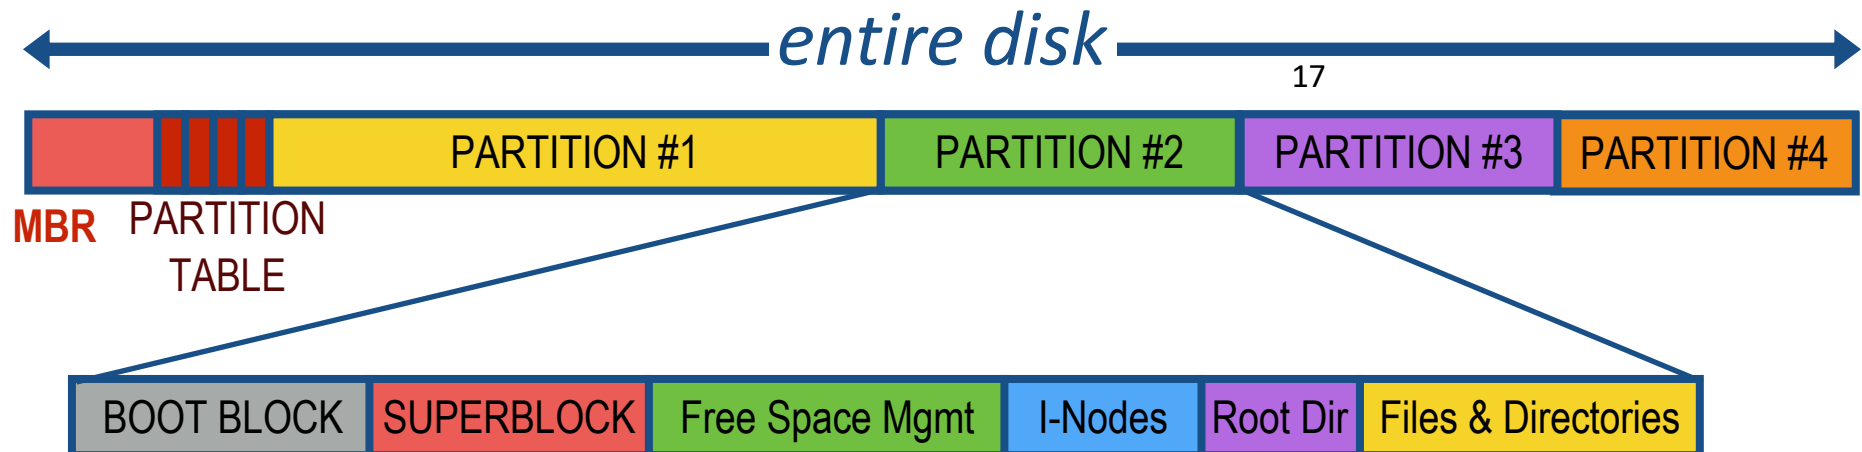 entire disk
17
PARTITION #1 PARTITION #2 PARTITION #3 PARTITION #4
MBR PARTITION
TABLE
BOOT BLOCK SUPERBLOCK Free Space Mgmt I-Nodes Root Dir Files & Directories